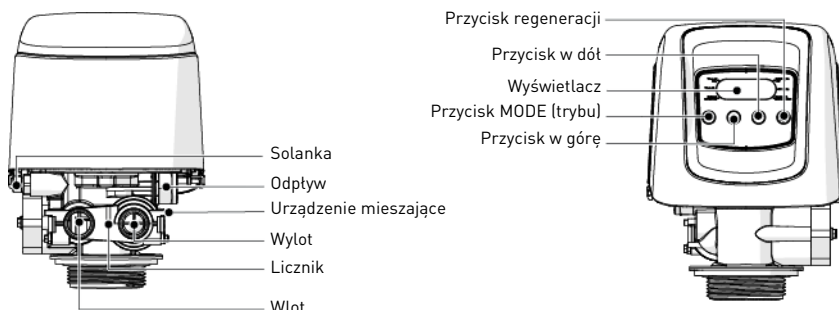 Solanka
Odpływ
Urządzenie mieszające
Wylot
Licznik
Wlot
Przycisk regeneracji
Przycisk w dół
Wyświetlacz
Przycisk MODE (trybu)
Przycisk w górę